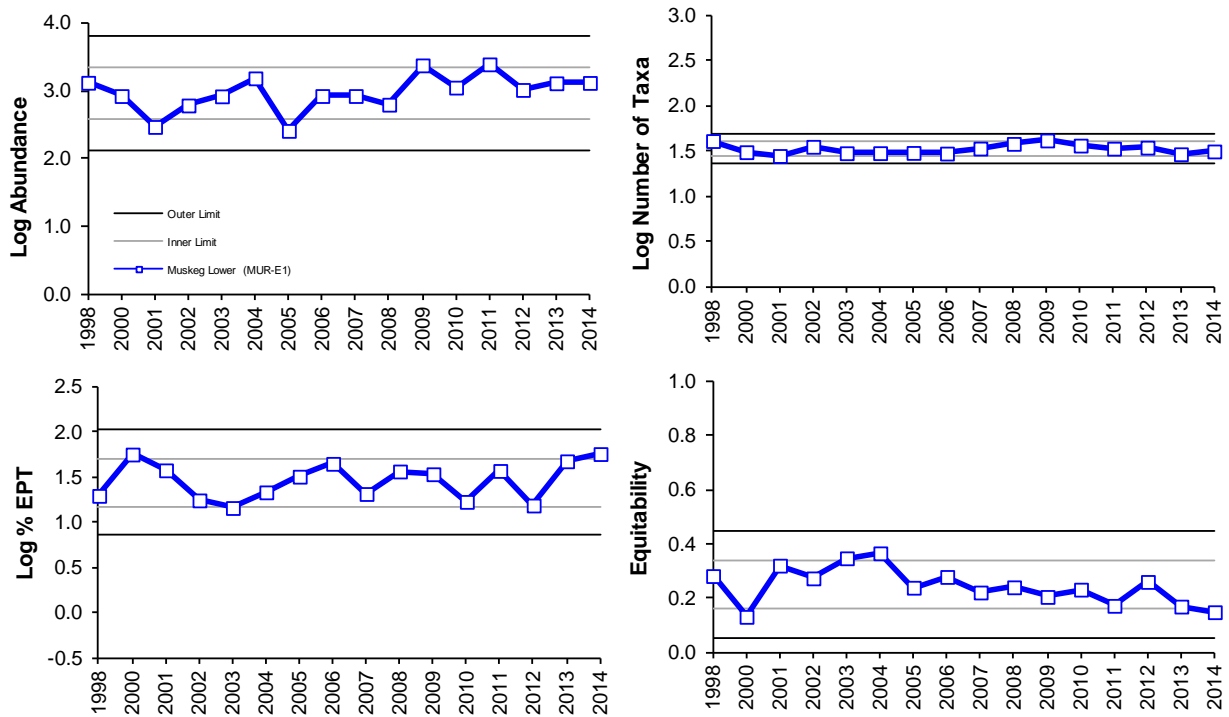 Log Abundance
4.0
3.0
2.0
1.0
0.0
Outer Limit
Inner Limit
Muskeg Lower (MUR-E1)
1998 2000 2001 2002 2003 2004 2005 2006 2007 2008 2009 2010 2011 2012 2013 2014
Log Number of Taxa
3.0
2.5
2.0
1.5
1.0
0.5
0.0
1998 2000 2001 2002 2003 2004 2005 2006 2007 2008 2009 2010 2011 2012 2013 2014
Log % EPT
2.5
2.0
1.5
1.0
0.5
0.0
-0.5
1998 2000 2001 2002 2003 2004 2005 2006 2007 2008 2009 2010 2011 2012 2013 2014
Equitability
1.0
0.8
0.6
0.4
0.2
0.0
1998 2000 2001 2002 2003 2004 2005 2006 2007 2008 2009 2010 2011 2012 2013 2014